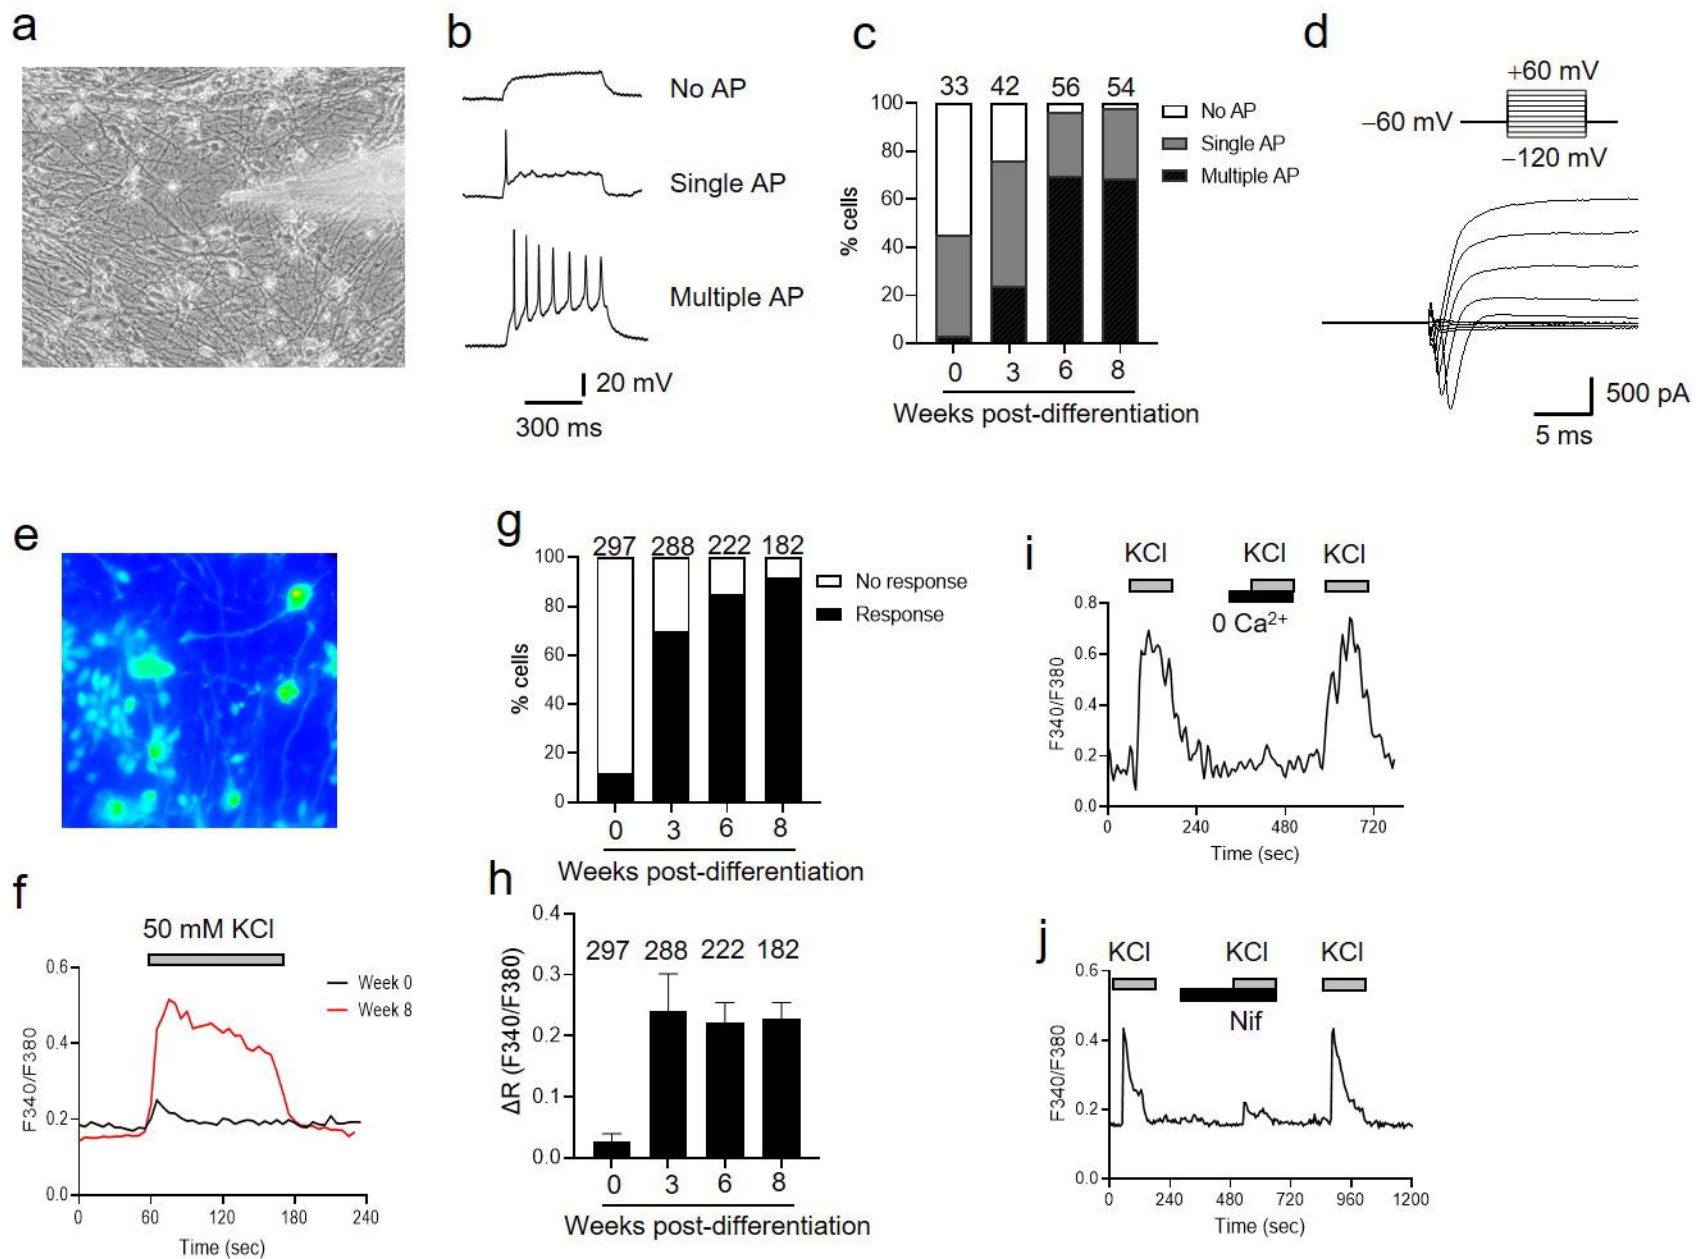 a
b
No AP
Single AP
Multiple AP
20 mV
300 ms
c
33 42 56 54
100
80
60
40
20
0
% cells
0 3 6 8
Weeks post-differentiation
No AP
Single AP
Multiple AP
d
+60 mV
−60 mV
−120 mV
500 pA
5 ms
e
f
50 mM KCl
0.6
0.4
0.2
0.0
F340/F380
Week 0
Week 8
0 60 120 180 240
Time (sec)
g
297 288 222 182
100
80
60
40
20
0
% cells
0 3 6 8
Weeks post-differentiation
No response
Response
h
0.4
0.3
0.2
0.1
0.0
ΔR (F340/F380)
297 288 222 182
0 3 6 8
Weeks post-differentiation
i
KCl KCl KCl
0 Ca²⁺
0.8
0.6
0.4
0.2
0.0
F340/F380
0 240 480 720
Time (sec)
j
KCl KCl KCl
Nif
0.6
0.4
0.2
0.0
F340/F380
0 240 480 720 960 1200
Time (sec)